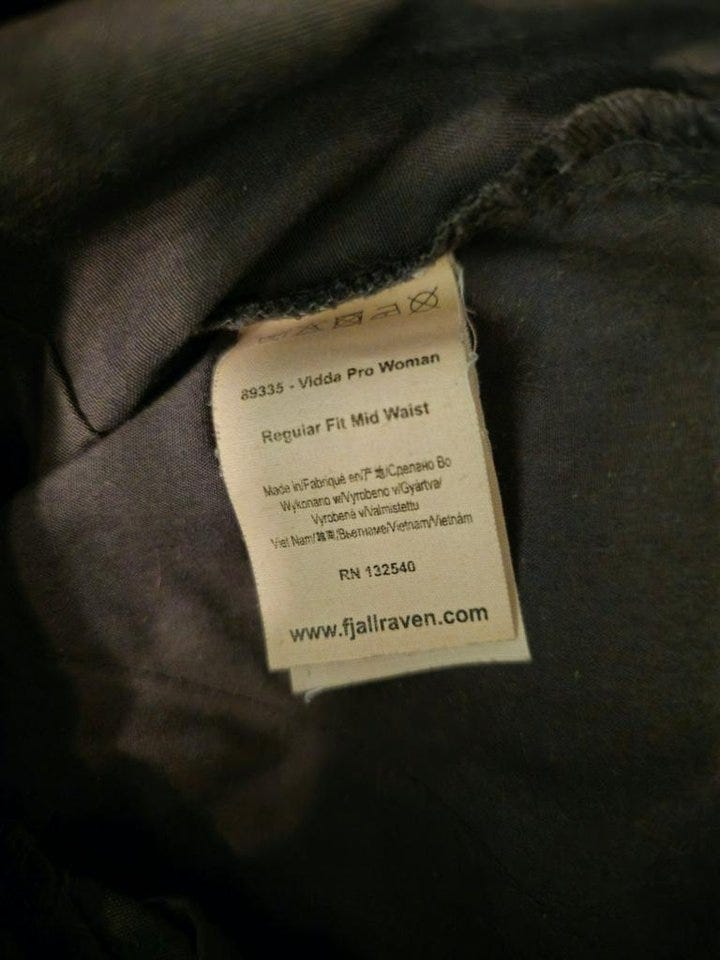 89335 - Vidda Pro Woman
Regular Fit Mid Waist
Made in/Fabriqué en/产地/Сделано Во
Wykonano w/Vyrobeno v/Gyártva/
Vyrobené v/Valmistettu
Viet Nam/越南/Вьетнаме/Vietnam/Vietnám
RN 132540
www.fjallraven.com